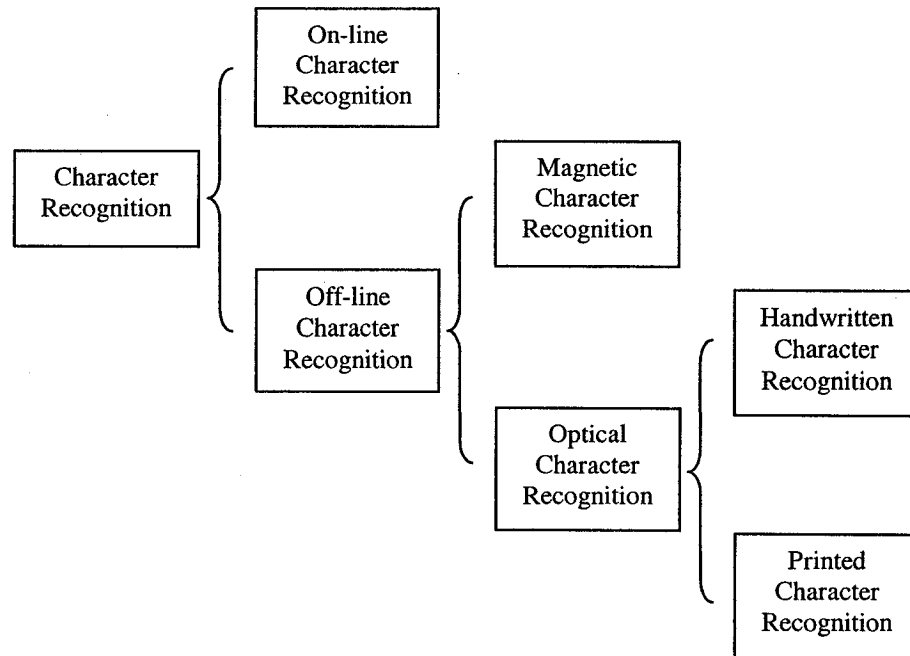 On-line
Character
Recognition
Character
Recognition
Magnetic
Character
Recognition
Off-line
Character
Recognition
Handwritten
Character
Recognition
Optical
Character
Recognition
Printed
Character
Recognition